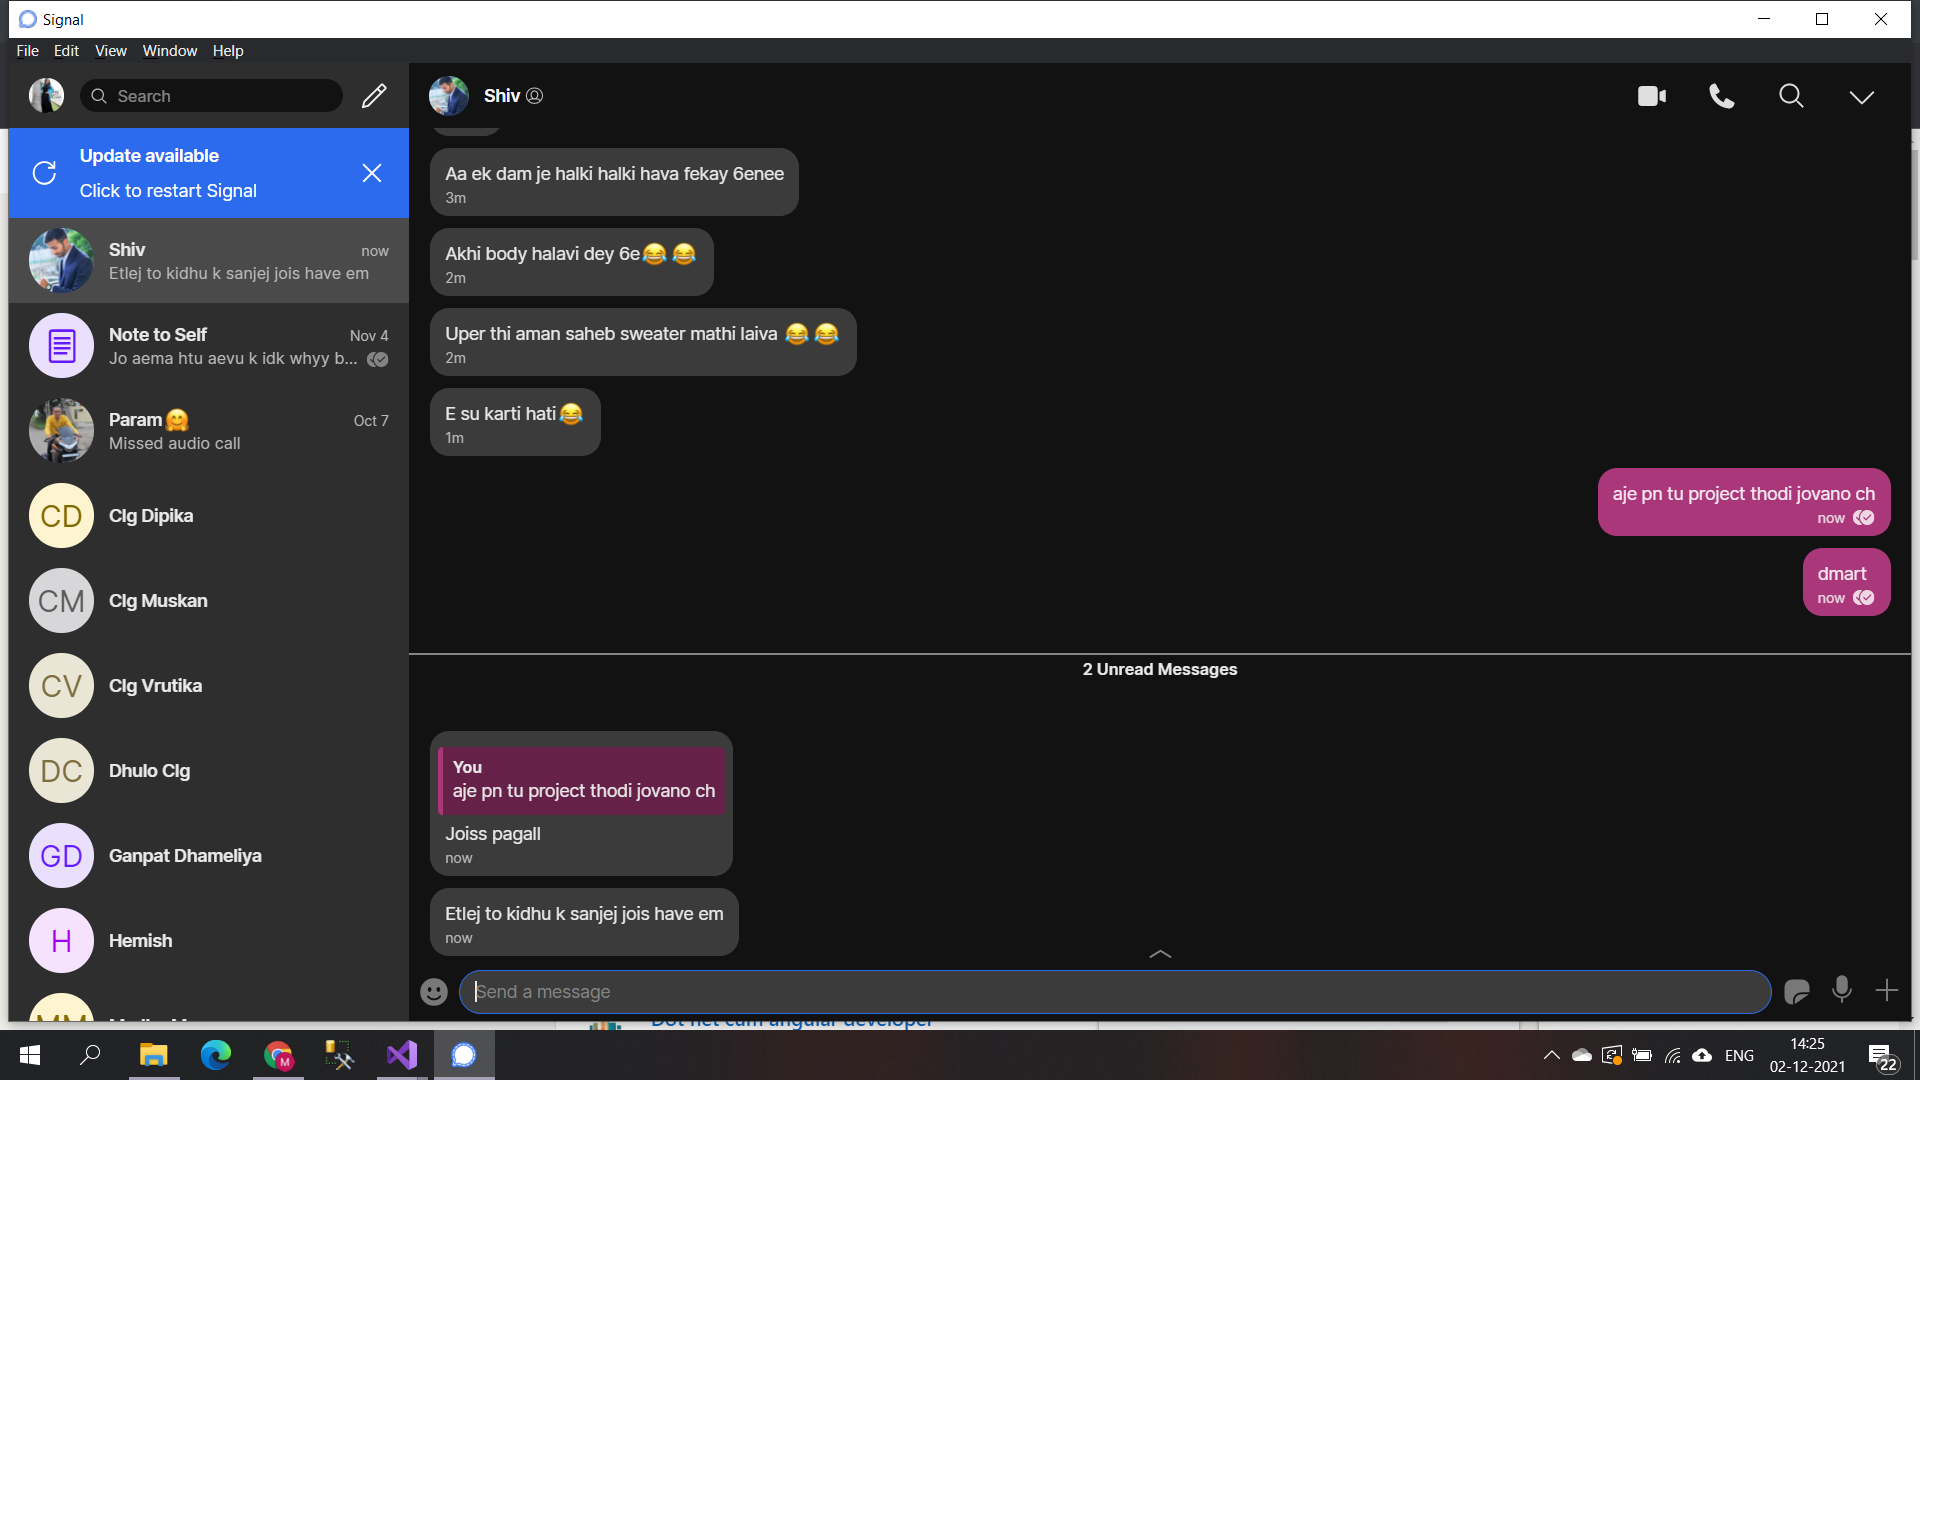 Signal
File Edit View Window Help
Search
Update available
Click to restart Signal
Shiv now
Etlej to kidhu k sanjej jois have em
Note to Self Nov 4
Jo aema htu aevu k idk whyy b...
Param🤗 Oct 7
Missed audio call
CD Clg Dipika
CM Clg Muskan
CV Clg Vrutika
DC Dhulo Clg
GD Ganpat Dhameliya
H Hemish
Shiv
Aa ek dam je halki halki hava fekay 6enee
3m
Akhi body halavi dey 6e😂 😂
2m
Uper thi aman saheb sweater mathi laiva 😂 😂
2m
E su karti hati😂
1m
aje pn tu project thodi jovano ch
now
dmart
now
2 Unread Messages
You
aje pn tu project thodi jovano ch
Joiss pagall
now
Etlej to kidhu k sanjej jois have em
now
Send a message
Dot net cum angular developer
M
ENG
14:25
02-12-2021
22